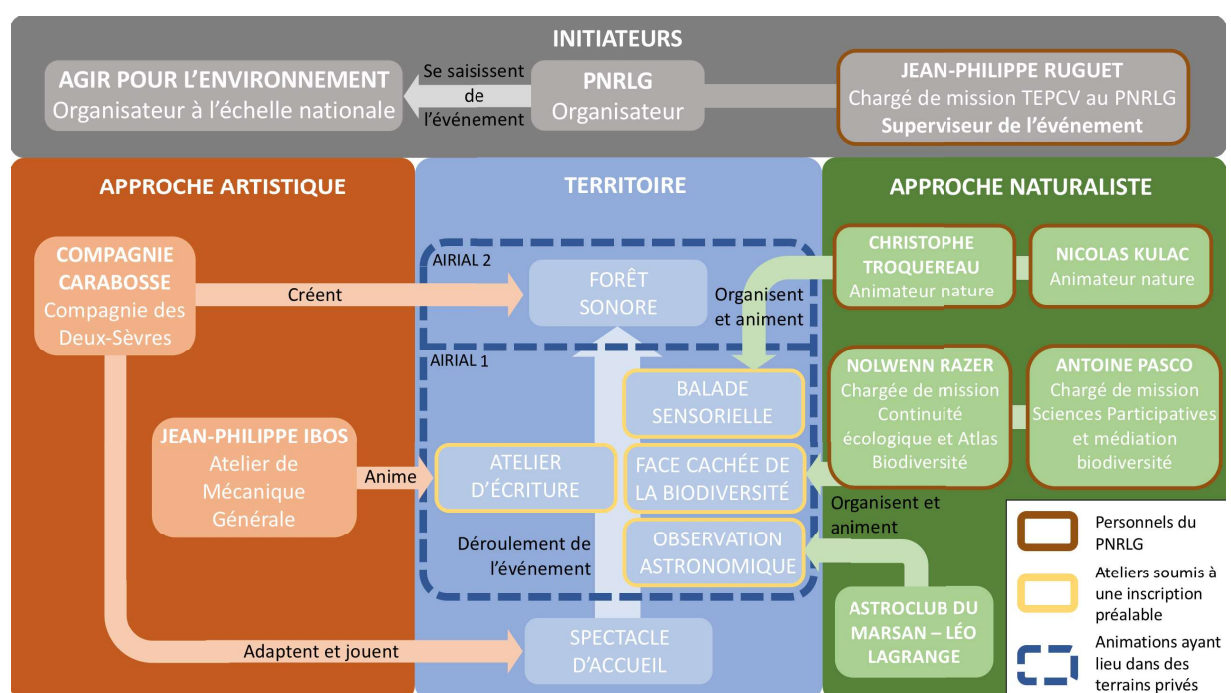 INITIATEURS
AGIR POUR L'ENVIRONNEMENT
Organisateur à l'échelle nationale
Se saisissent
de
l'événement
PNRLG
Organisateur
JEAN-PHILIPPE RUGUET
Chargé de mission TEPCV au PNRLG
Superviseur de l'événement
APPROCHE ARTISTIQUE
COMPAGNIE
CARABOSSE
Compagnie des
Deux-Sèvres
Créent
JEAN-PHILIPPE IBOS
Atelier de
Mécanique
Générale
Anime
Adaptent et jouent
TERRITOIRE
AIRIAL 2
FORÊT
SONORE
AIRIAL 1
BALADE
SENSORIELLE
ATELIER
D'ÉCRITURE
FACE CACHÉE DE
LA BIODIVERSITÉ
OBSERVATION
ASTRONOMIQUE
Déroulement de
l'événement
SPECTACLE
D'ACCUEIL
APPROCHE NATURALISTE
Organisent
et animent
CHRISTOPHE
TROQUEREAU
Animateur nature
NICOLAS KULAC
Animateur nature
NOLWENN RAZER
Chargée de mission
Continuité
écologique et Atlas
Biodiversité
ANTOINE PASCO
Chargé de mission
Sciences Participatives
et médiation
biodiversité
Organisent et
animent
ASTROCLUB DU
MARSAN – LÉO
LAGRANGE
Personnels du
PNRLG
Ateliers soumis à
une inscription
préalable
Animations ayant
lieu dans des
terrains privés